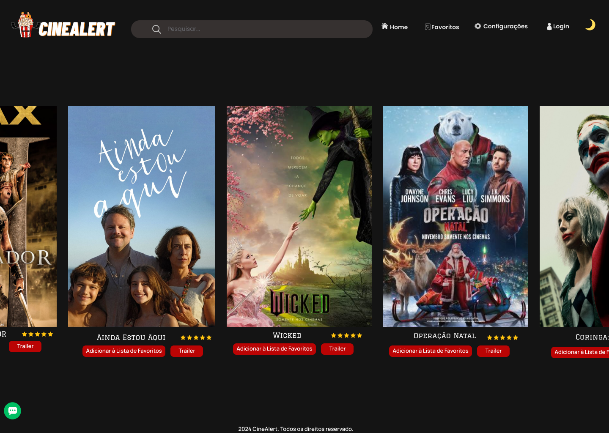 CINEALERT
Pesquisar...
Home
Favoritos
Configurações
Login
AX
ADOR
OR
Trailer
Ainda
estou
aqui
Ainda Estou Aqui
Adicionar à Lista de Favoritos
Trailer
WICKED
Wicked
Adicionar à Lista de Favoritos
Trailer
DWAYNE JOHNSON
CHRIS EVANS
LUCY LIU
J.K. SIMMONS
OPERAÇÃO
NATAL
NOVEMBRO SOMENTE NOS CINEMAS
Operação Natal
Adicionar à Lista de Favoritos
Trailer
Coringa
Adicionar à Lista de F
2024 CineAlert. Todos os direitos reservado.